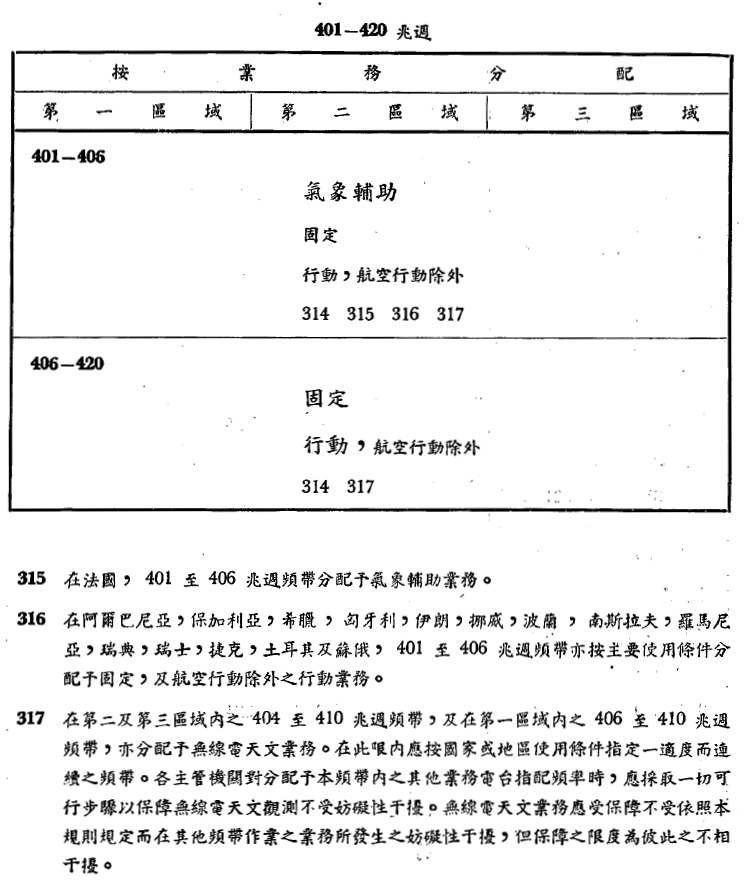 401—420 兆週
按業務分配
第一區域 第二區域 第三區域
401—406
氣象輔助
固定
行動，航空行動除外
314 315 316 317
406—420
固定
行動，航空行動除外
314 317
315 在法國，401 至 406 兆週頻帶分配予氣象輔助業務。
316 在阿爾巴尼亞，保加利亞，希臘，匈牙利，伊朗，挪威，波蘭，南斯拉夫，羅馬尼
亞，瑞典，瑞士，捷克，土耳其及蘇俄，401 至 406 兆週頻帶亦按主要使用條件分
配予固定，及航空行動除外之行動業務。
317 在第二及第三區域內之 404 至 410 兆週頻帶，及在第一區域內之 406 至 410 兆週
頻帶，亦分配予無線電天文業務。在此限內應按國家或地區使用條件指定一適度而連
續之頻帶。各主管機關對分配予本頻帶內之其他業務電台指配頻率時，應採取一切可
行步驟以保障無線電天文觀測不受妨礙性干擾。無線電天文業務應受保障不受依照本
規則規定而在其他頻帶作業之業務所發生之妨礙性干擾，但保障之限度為彼此之不相
干擾。